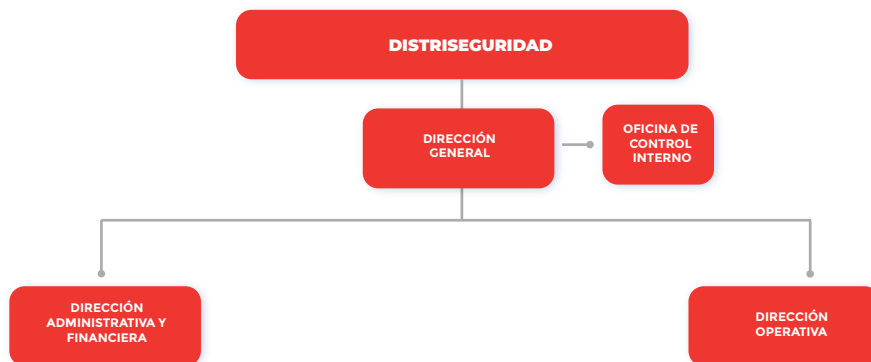 DISTRISEGURIDAD
DIRECCIÓN
GENERAL
OFICINA DE
CONTROL
INTERNO
DIRECCIÓN
ADMINISTRATIVA Y
FINANCIERA
DIRECCIÓN
OPERATIVA